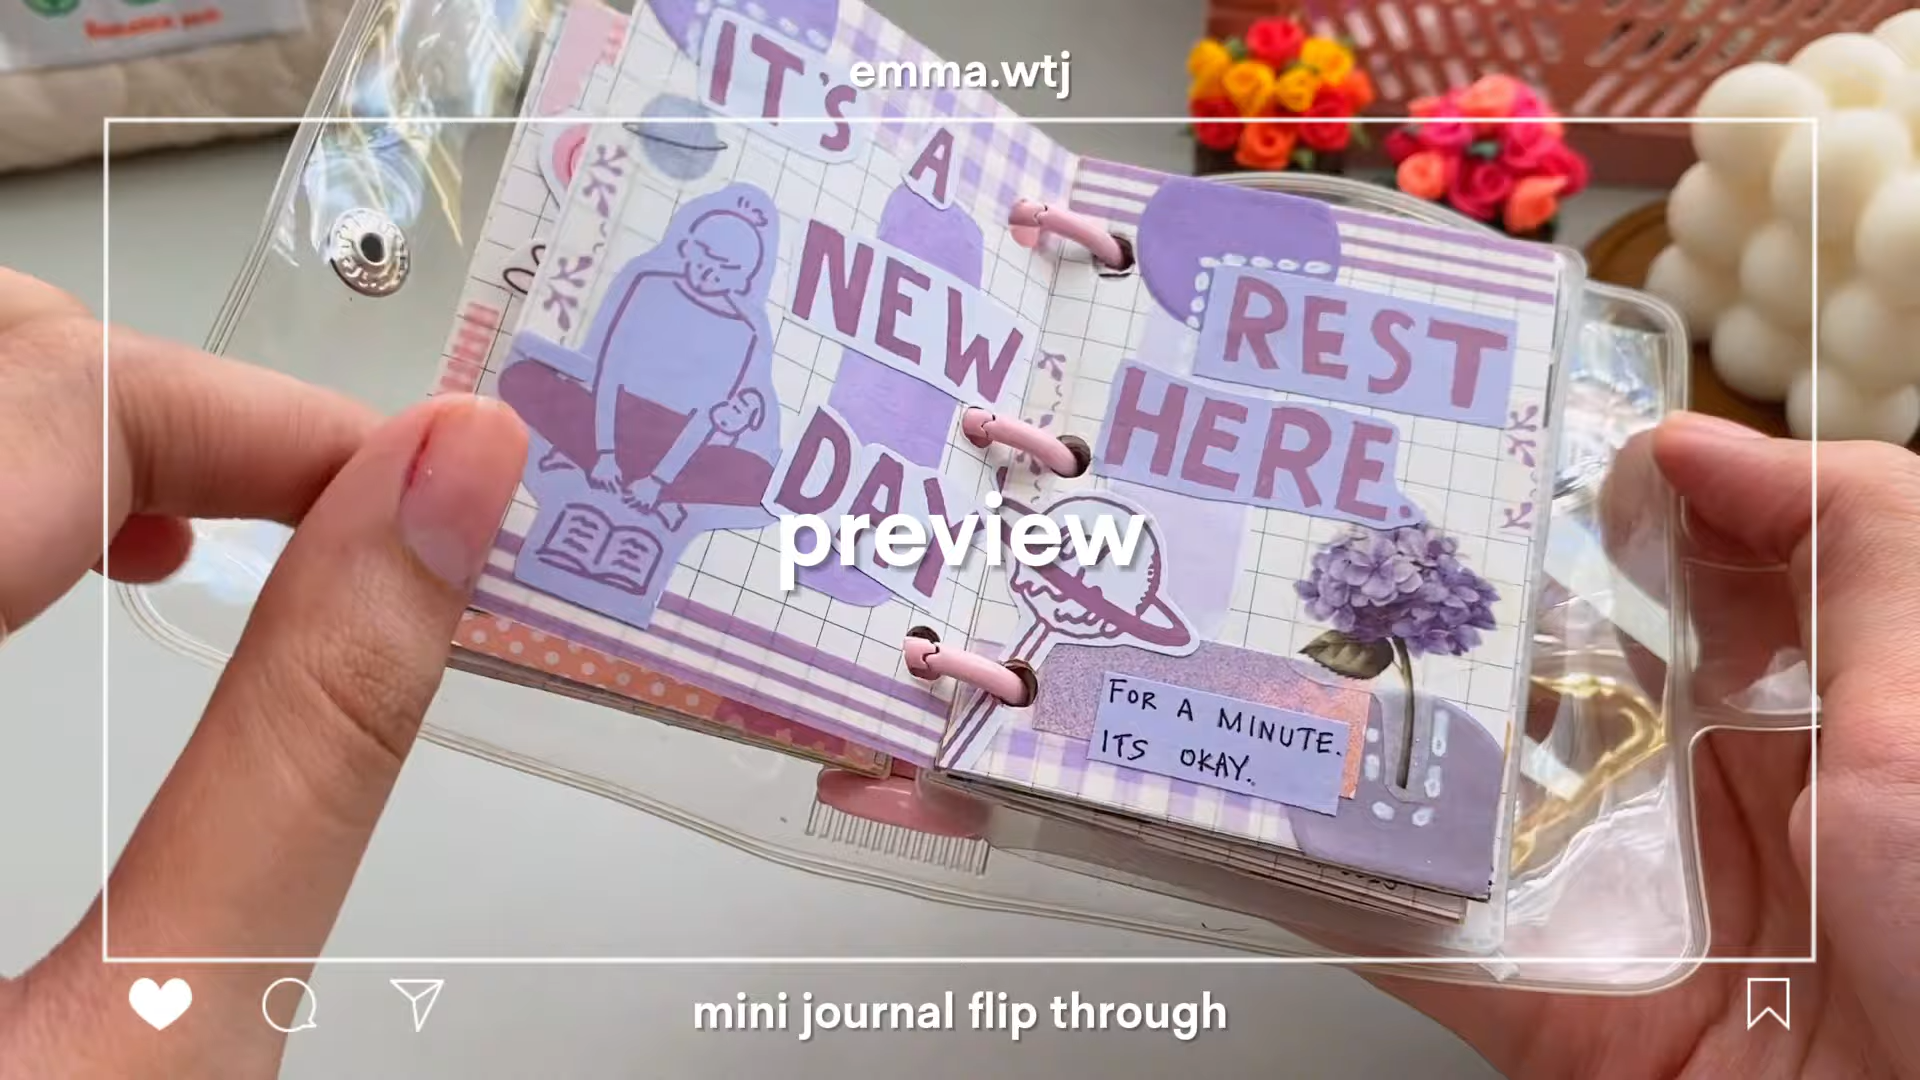 emma.wtj
IT'S
A
NEW
DAY
REST
HERE.
preview
FOR A MINUTE.
ITS OKAY.
mini journal flip through